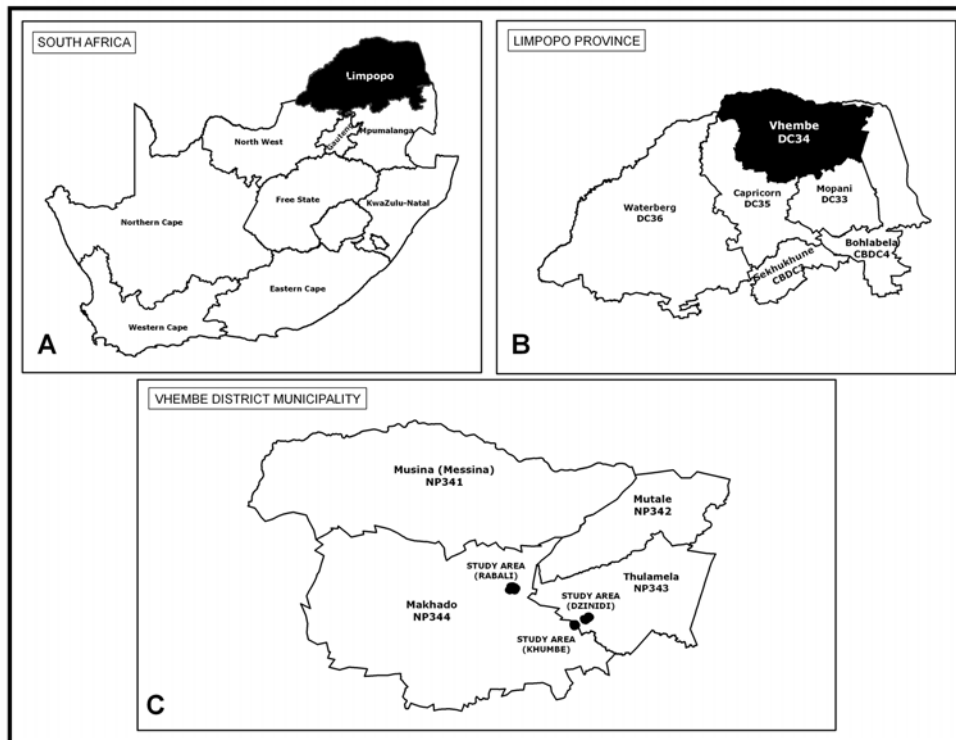 SOUTH AFRICA
Limpopo
North West
Gauteng
Mpumalanga
Free State
KwaZulu-Natal
Northern Cape
Eastern Cape
Western Cape
A
LIMPOPO PROVINCE
Vhembe
DC34
Waterberg
DC36
Capricorn
DC35
Mopani
DC33
Bohlabela
CBDC4
Sekhukhune
CBDC3
B
VHEMBE DISTRICT MUNICIPALITY
Musina (Messina)
NP341
Mutale
NP342
STUDY AREA
(RABALI)
Thulamela
NP343
Makhado
NP344
STUDY AREA
(DZINIDI)
STUDY AREA
(KHUMBE)
C